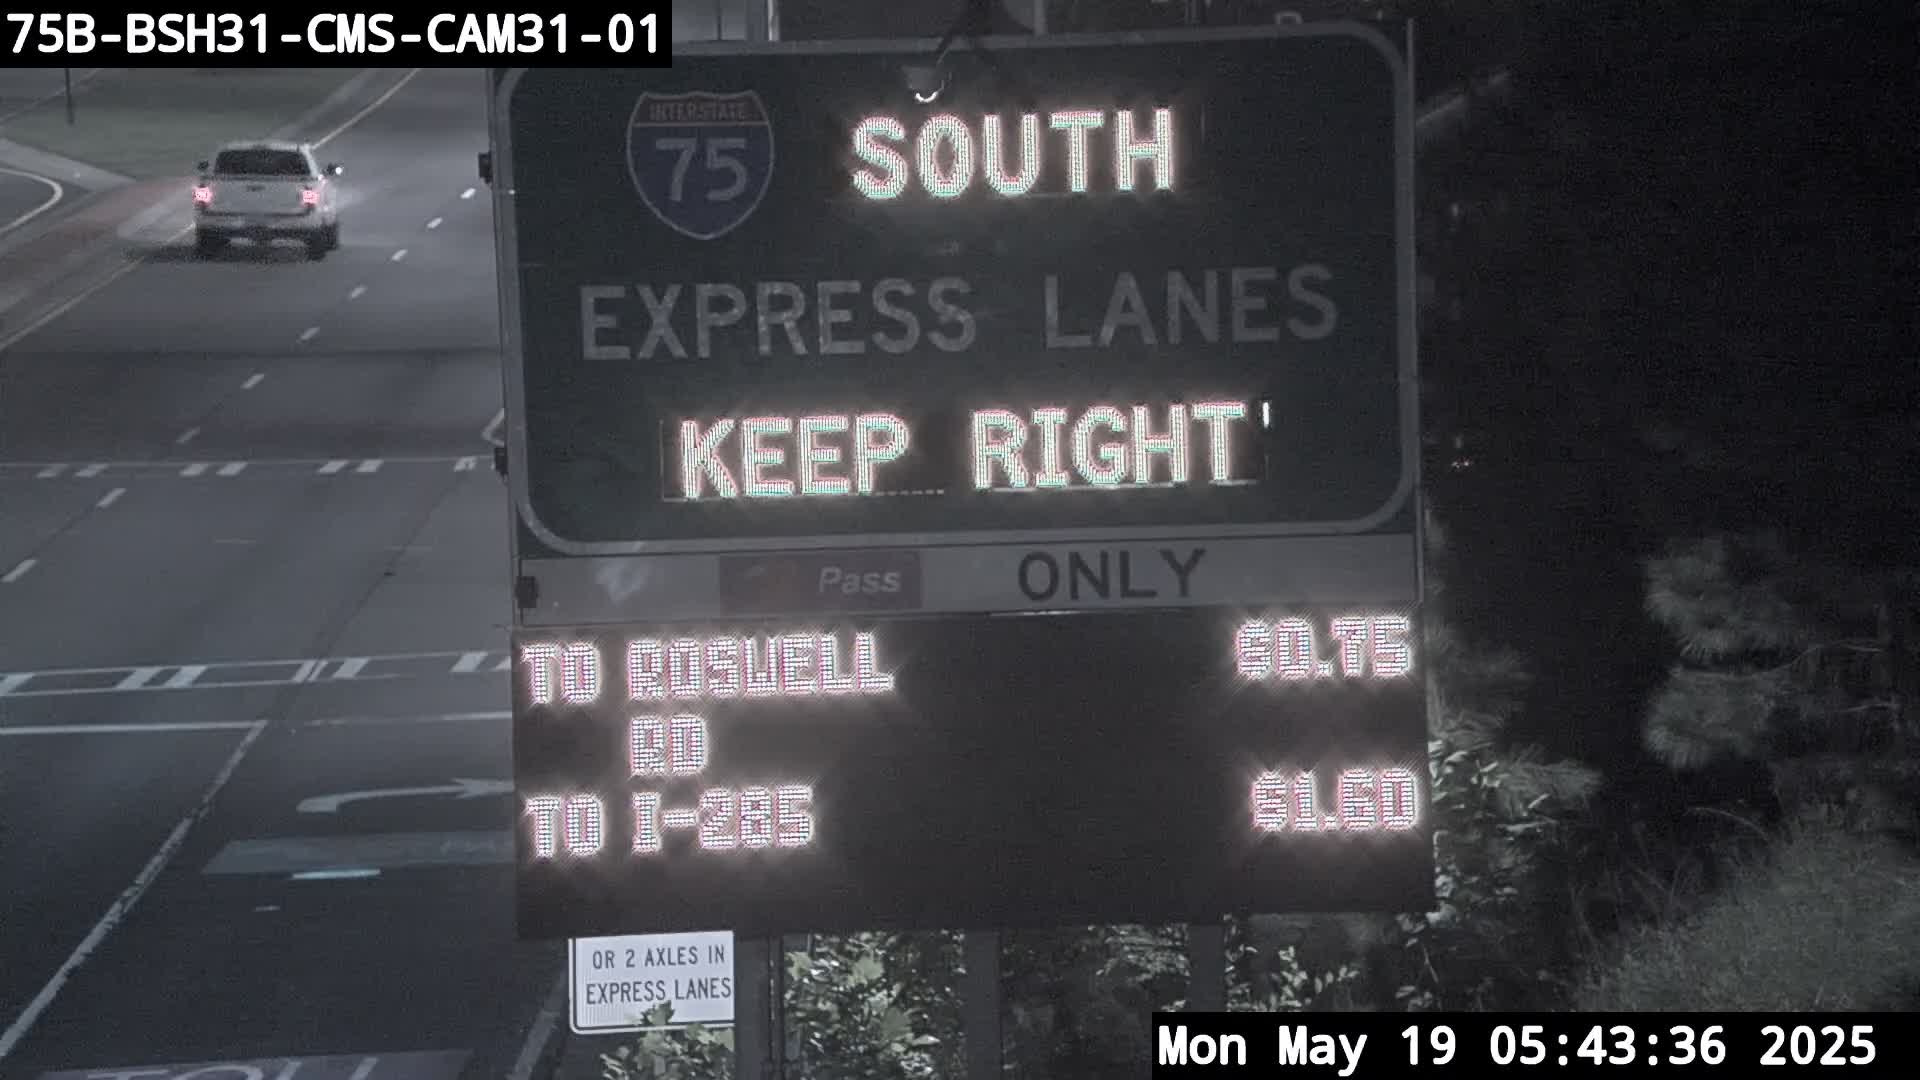 75B-BSH31-CMS-CAM31-01
INTERSTATE
75
SOUTH
EXPRESS LANES
KEEP RIGHT
Pass ONLY
TO ROSWELL $0.75
RD
TO I-285 $1.60
OR 2 AXLES IN
EXPRESS LANES
Mon May 19 05:43:36 2025